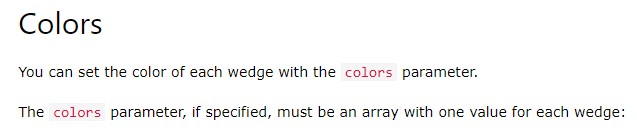 Colors
You can set the color of each wedge with the colors parameter.
The colors parameter, if specified, must be an array with one value for each wedge: